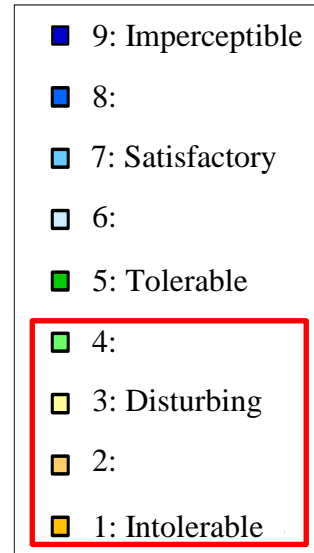 9: Imperceptible
8:
7: Satisfactory
6:
5: Tolerable
4:
3: Disturbing
2:
1: Intolerable